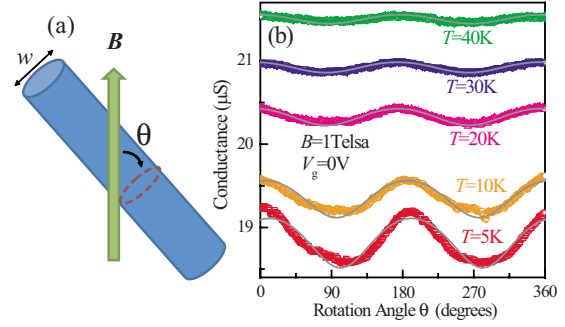 (a)
B
w
θ
(b)
T=40K
T=30K
T=20K
B=1Telsa
V_g=0V
T=10K
T=5K
21
20
19
Conductance (μS)
0
90
180
270
360
Rotation Angle θ (degrees)